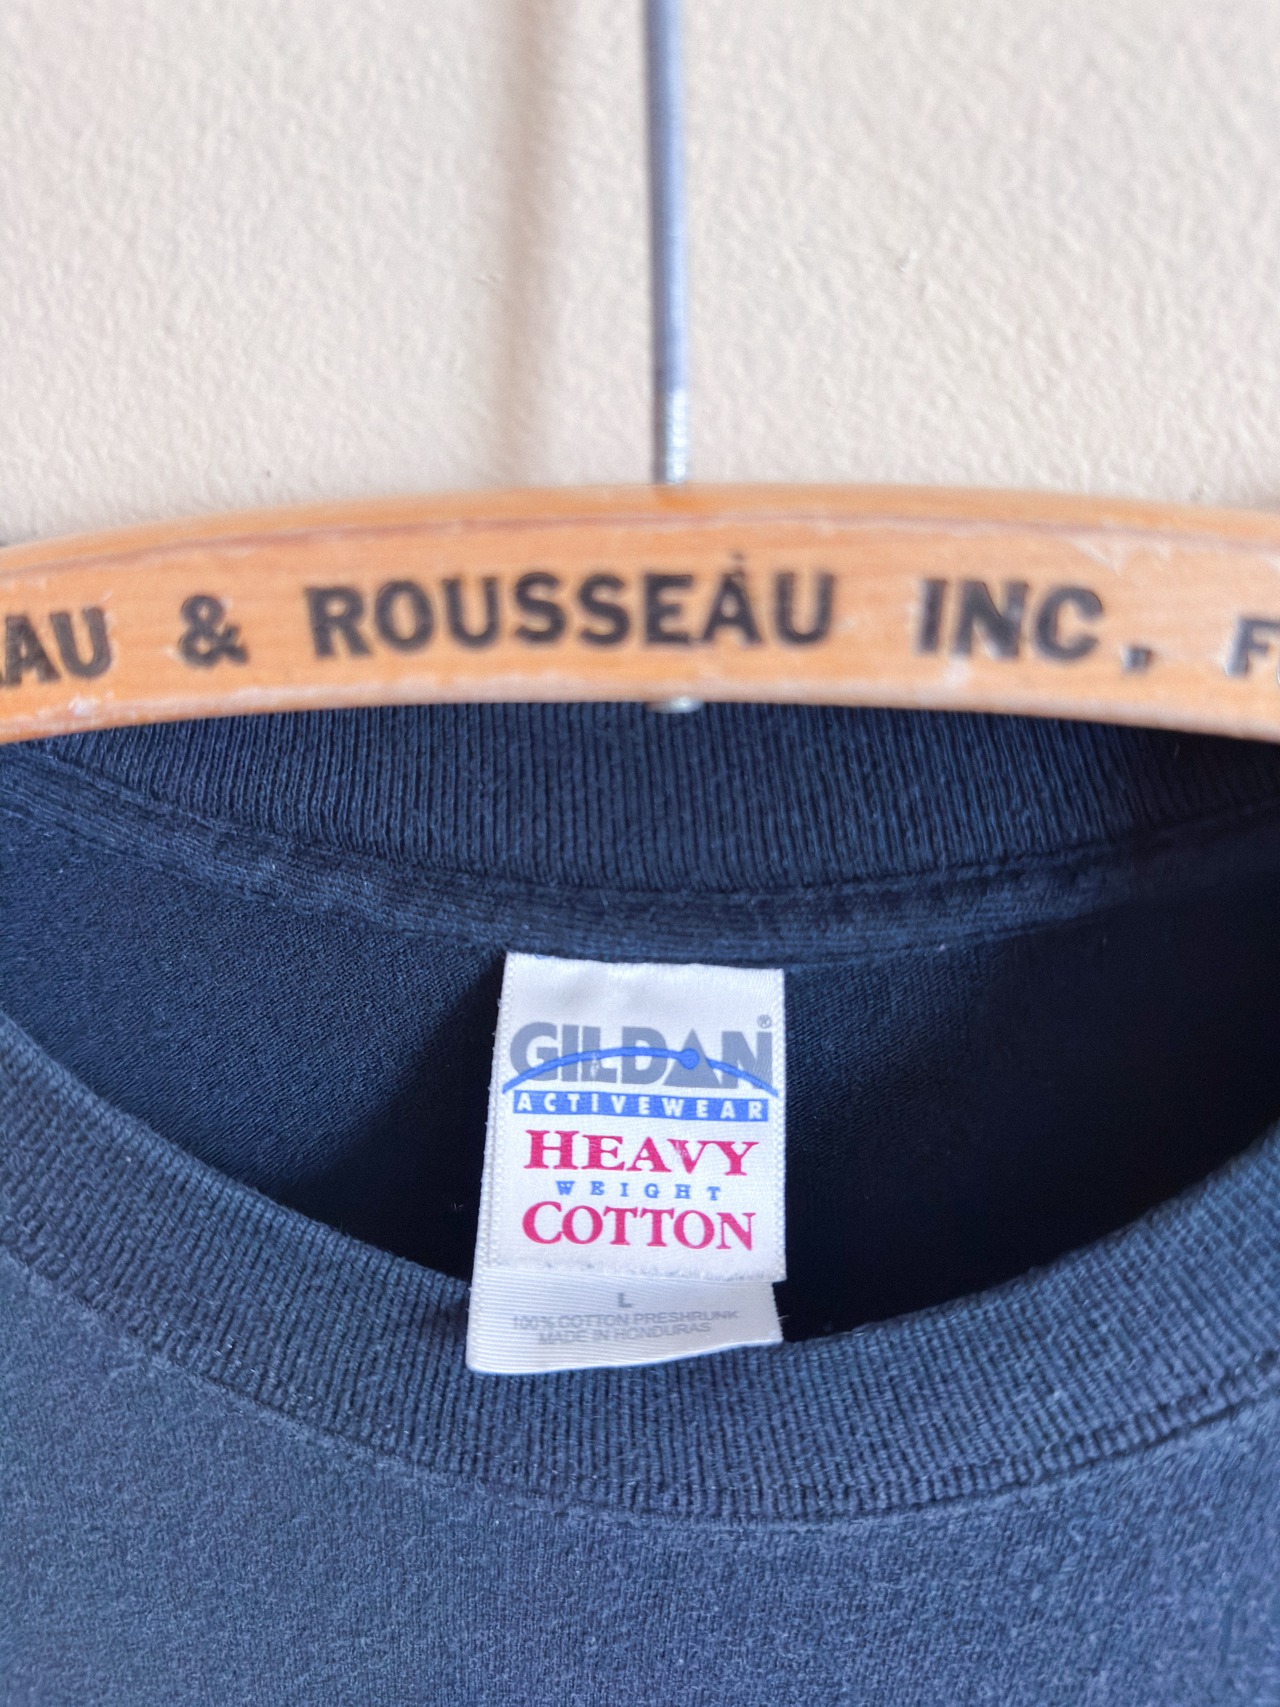 AU & ROUSSEAU INC, F
GILDAN®
ACTIVEWEAR
HEAVY
WEIGHT
COTTON
L
100% COTTON PRESHRUNK
MADE IN HONDURAS